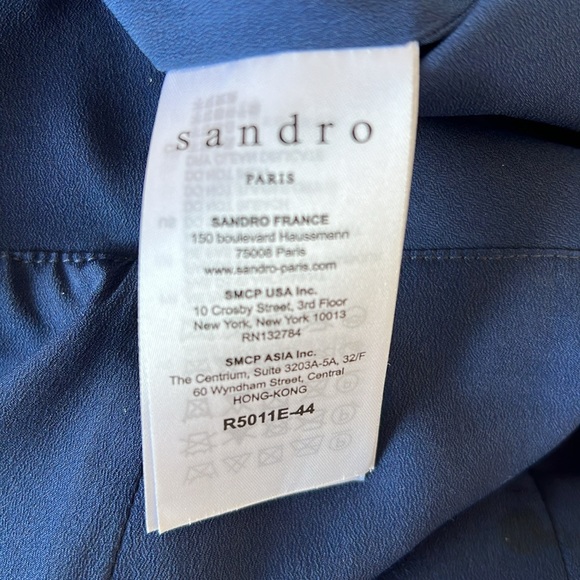 sandro
PARIS
SANDRO FRANCE
150 boulevard Haussmann
75008 Paris
www.sandro-paris.com
SMCP USA Inc.
10 Crosby Street, 3rd Floor
New York, New York 10013
RN132784
SMCP ASIA Inc.
The Centrium, Suite 3203A-5A, 32/F
60 Wyndham Street, Central
HONG-KONG
R5011E-44